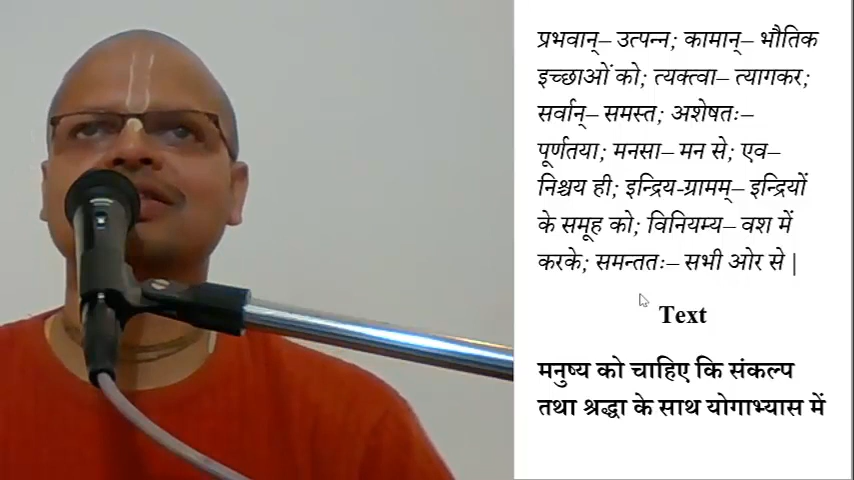 प्रभवान्– उत्पन्न; कामान्– भौतिक
इच्छाओं को; त्यक्त्वा– त्यागकर;
सर्वान्– समस्त; अशेषतः–
पूर्णतया; मनसा– मन से; एव–
निश्चय ही; इन्द्रिय-ग्रामम्– इन्द्रियों
के समूह को; विनियम्य– वश में
करके; समन्ततः– सभी ओर से |
Text
मनुष्य को चाहिए कि संकल्प
तथा श्रद्धा के साथ योगाभ्यास में